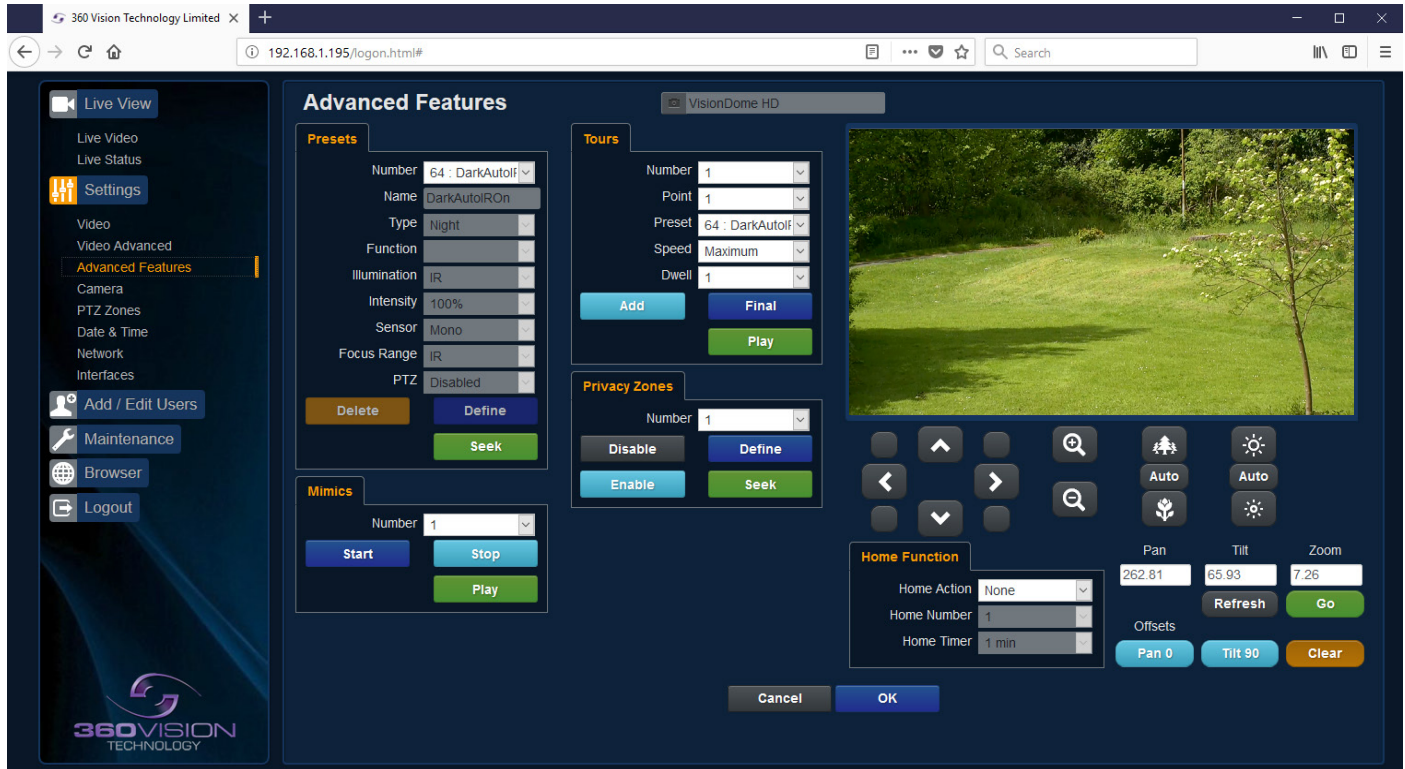 360 Vision Technology Limited
192.168.1.195/logon.html#
Search
Live View
Live Video
Live Status
Settings
Video
Video Advanced
Advanced Features
Camera
PTZ Zones
Date & Time
Network
Interfaces
Add / Edit Users
Maintenance
Browser
Logout
360VISION
TECHNOLOGY
Advanced Features
VisionDome HD
Presets
Number 64 : DarkAutoIF
Name DarkAutoIROn
Type Night
Function
Illumination IR
Intensity 100%
Sensor Mono
Focus Range IR
PTZ Disabled
Delete Define
Seek
Mimics
Number 1
Start Stop
Play
Tours
Number 1
Point 1
Preset 64 : DarkAutoIF
Speed Maximum
Dwell 1
Add Final
Play
Privacy Zones
Number 1
Disable Define
Enable Seek
Auto Auto
Home Function
Home Action None
Home Number 1
Home Timer 1 min
Pan Tilt Zoom
262.81 65.93 7.26
Refresh Go
Offsets
Pan 0 Tilt 90 Clear
Cancel OK